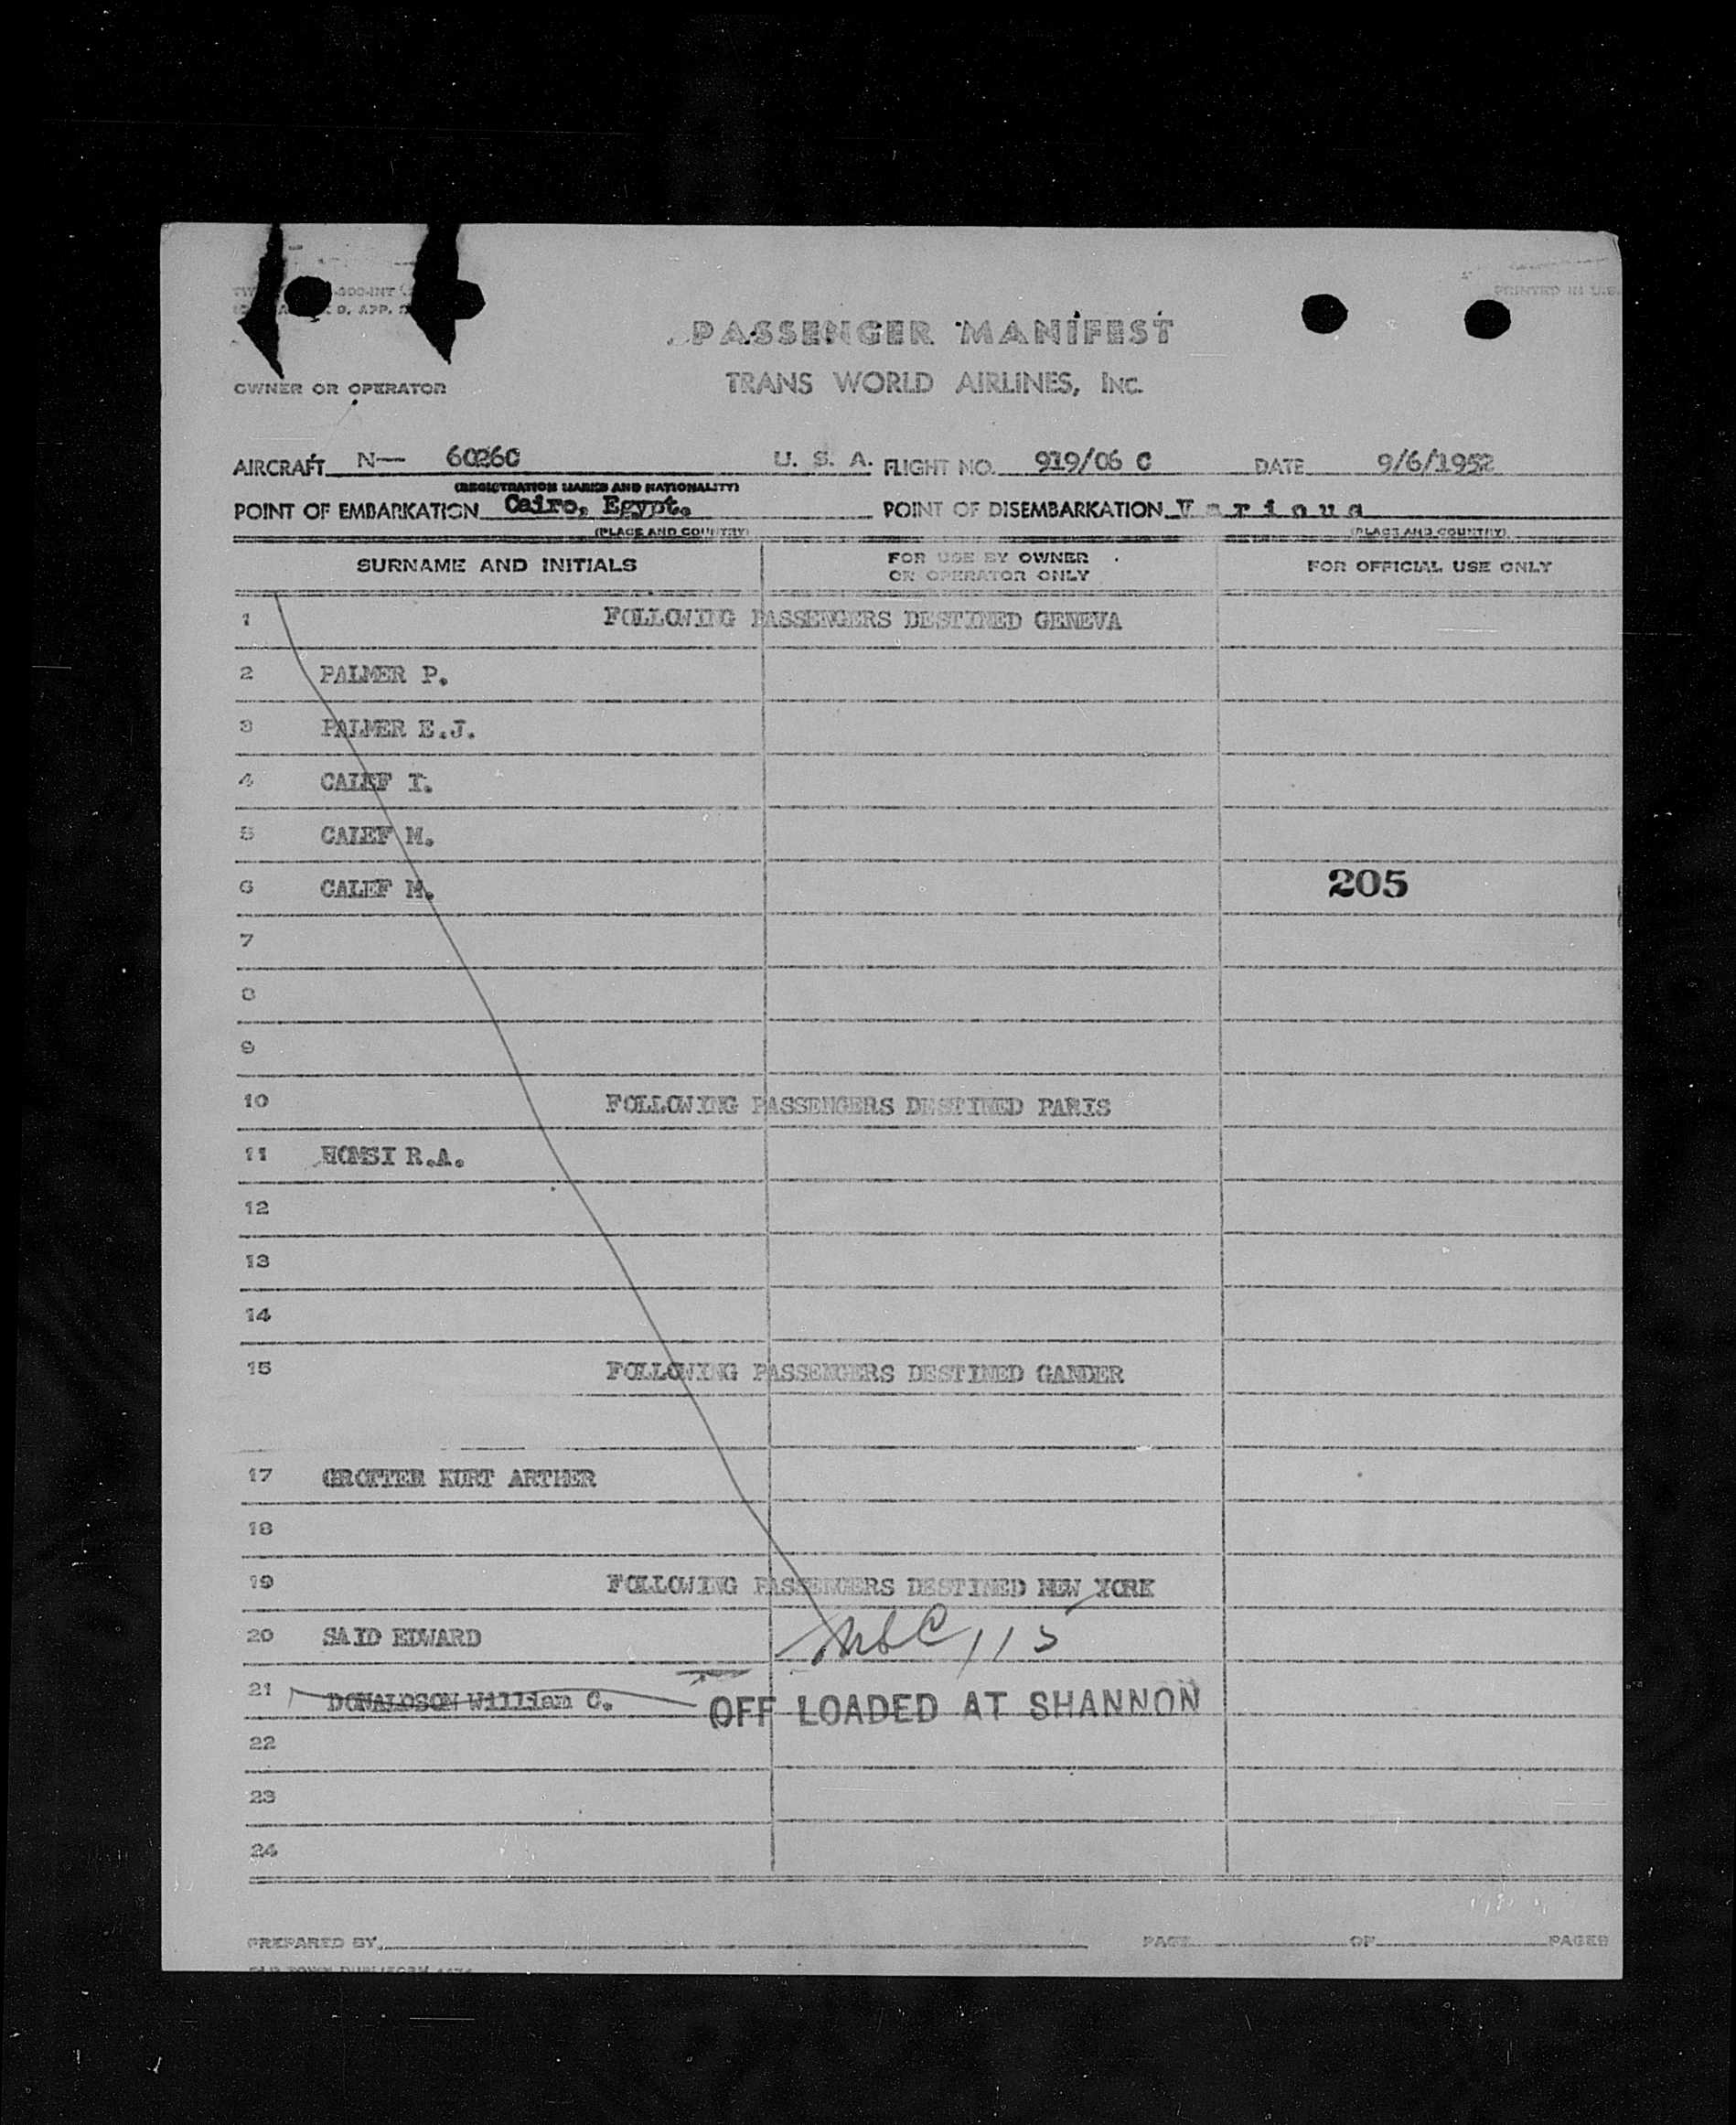 PRINTED IN U.S.
PASSENGER MANIFEST
TRANS WORLD AIRLINES, INC.
OWNER OR OPERATOR
AIRCRAFT N— 6026C U. S. A. FLIGHT NO. 919/06 C DATE 9/6/1952
(REGISTRATION MARKS AND NATIONALITY)
POINT OF EMBARKATION Cairo, Egypt. POINT OF DISEMBARKATION V a r i o u s
(PLACE AND COUNTRY) (PLACE AND COUNTRY)
SURNAME AND INITIALS FOR USE BY OWNER OR OPERATOR ONLY FOR OFFICIAL USE ONLY
1 FOLLOWING PASSENGERS DESTINED GENEVA
2 PALMER P.
3 PALMER E.J.
4 CALEF I.
5 CALEF M.
6 CALEF M. 205
7
8
9
10 FOLLOWING PASSENGERS DESTINED PARIS
11 HOMSI R.A.
12
13
14
15 FOLLOWING PASSENGERS DESTINED GANDER
17 GROTTER KURT ARTHER
18
19 FOLLOWING PASSENGERS DESTINED NEW YORK
20 SAID EDWARD
21 DONALDSON William C. OFF LOADED AT SHANNON
22
23
24
PREPARED BY PAGE OF PAGES